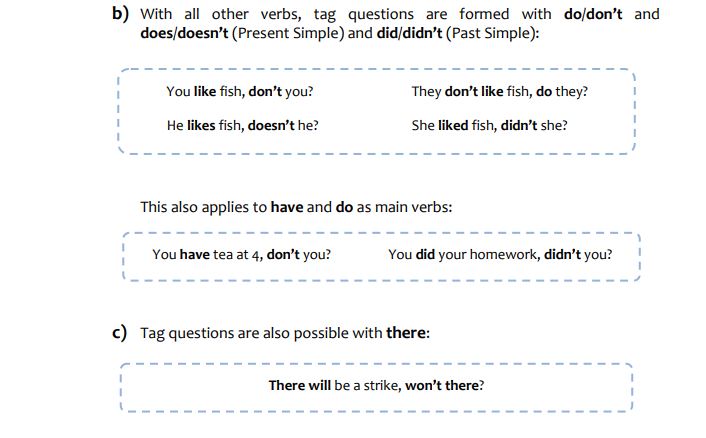 b) With all other verbs, tag questions are formed with do/don't and
does/doesn't (Present Simple) and did/didn't (Past Simple):
You like fish, don't you? They don't like fish, do they?
He likes fish, doesn't he? She liked fish, didn't she?
This also applies to have and do as main verbs:
You have tea at 4, don't you? You did your homework, didn't you?
c) Tag questions are also possible with there:
There will be a strike, won't there?